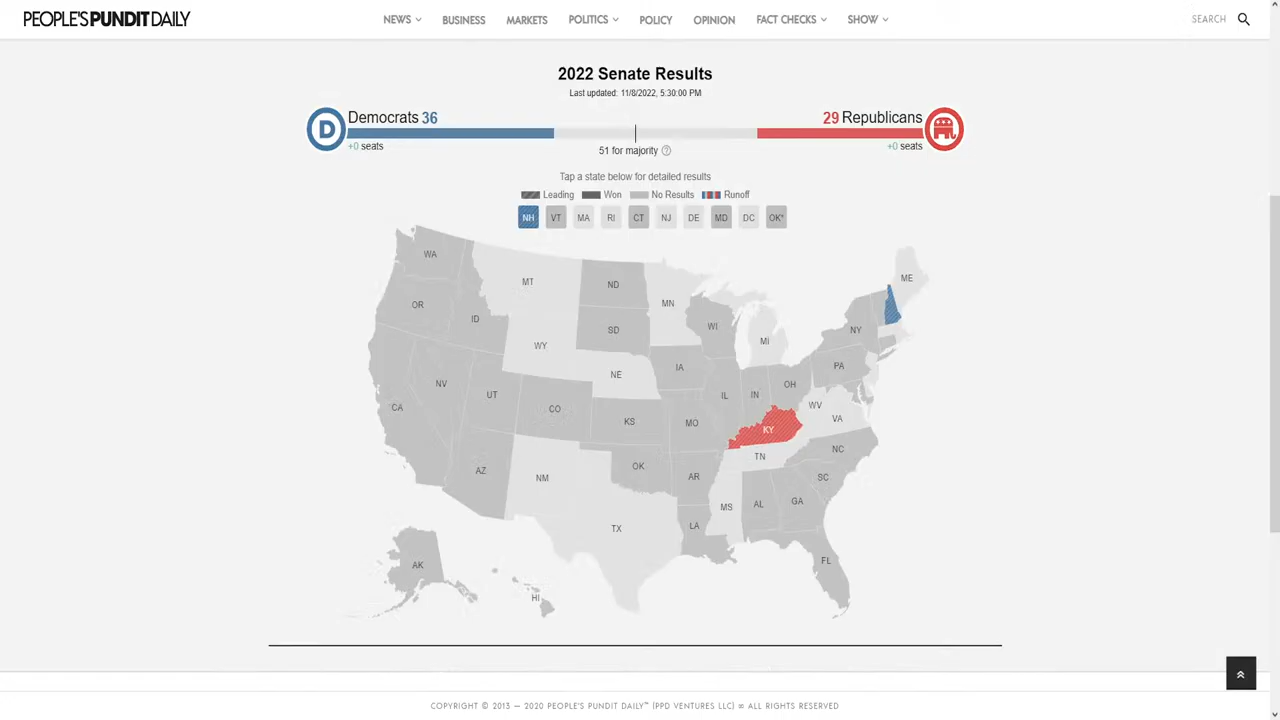 PEOPLE'S PUNDIT DAILY
NEWS BUSINESS MARKETS POLITICS POLICY OPINION FACT CHECKS SHOW
SEARCH
2022 Senate Results
Last updated: 11/8/2022, 5:30:00 PM
D
Democrats 36
29 Republicans
+0 seats
+0 seats
51 for majority ?
Tap a state below for detailed results
Leading Won No Results Runoff
NH VT MA RI CT NJ DE MD DC OK*
WA
ME
MT
ND
MN
OR
ID
SD
WI
NY
MI
WY
PA
IA
NE
OH
NV
UT
IL
IN
CA
CO
WV
VA
KS
MO
KY
NC
TN
OK
AZ
NM
AR
SC
MS
AL
GA
TX
LA
FL
AK
HI
COPYRIGHT © 2013 — 2020 PEOPLE'S PUNDIT DAILY™ (PPD VENTURES LLC) ∞ ALL RIGHTS RESERVED